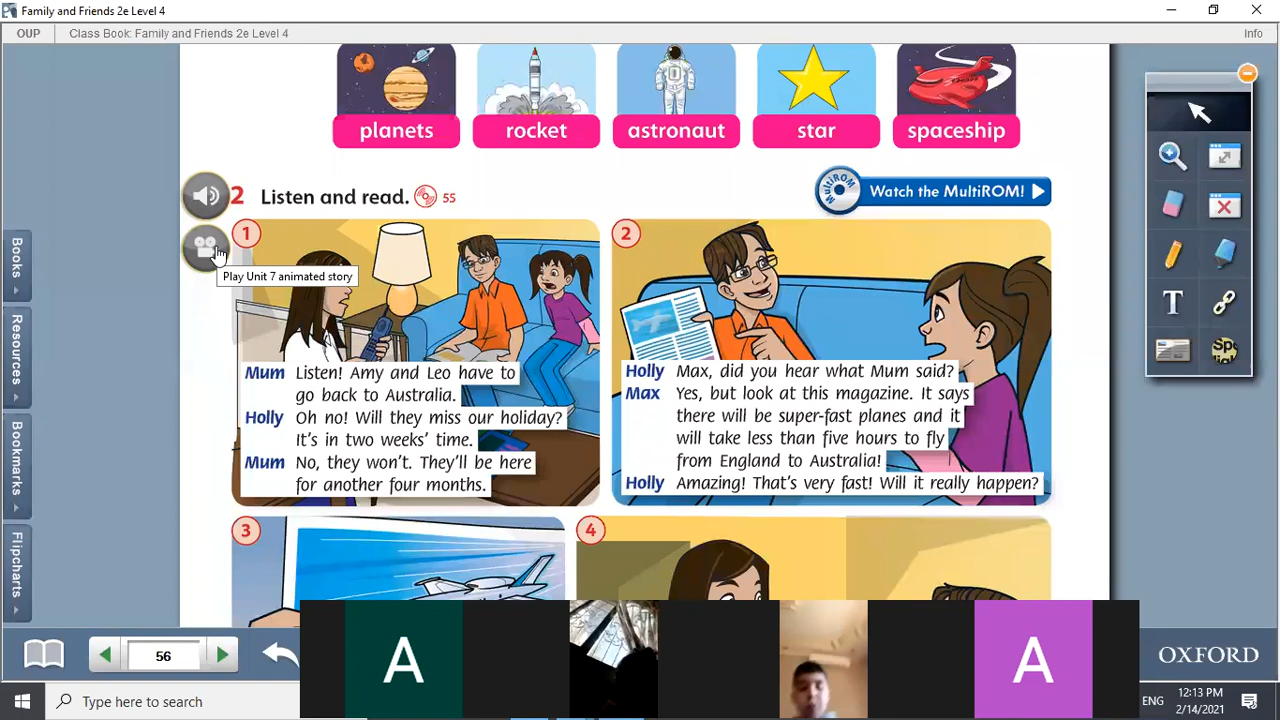 Family and Friends 2e Level 4
OUP
Class Book: Family and Friends 2e Level 4
Info
planets
rocket
astronaut
star
spaceship
2 Listen and read. 55
MultiROM
Watch the MultiROM!
1
Play Unit 7 animated story
Mum Listen! Amy and Leo have to
go back to Australia.
Holly Oh no! Will they miss our holiday?
It's in two weeks' time.
Mum No, they won't. They'll be here
for another four months.
2
Holly Max, did you hear what Mum said?
Max Yes, but look at this magazine. It says
there will be super-fast planes and it
will take less than five hours to fly
from England to Australia!
Holly Amazing! That's very fast! Will it really happen?
3
4
Books
Resources
Bookmarks
Flipcharts
T
56
A
A
OXFORD
Type here to search
ENG
12:13 PM
2/14/2021